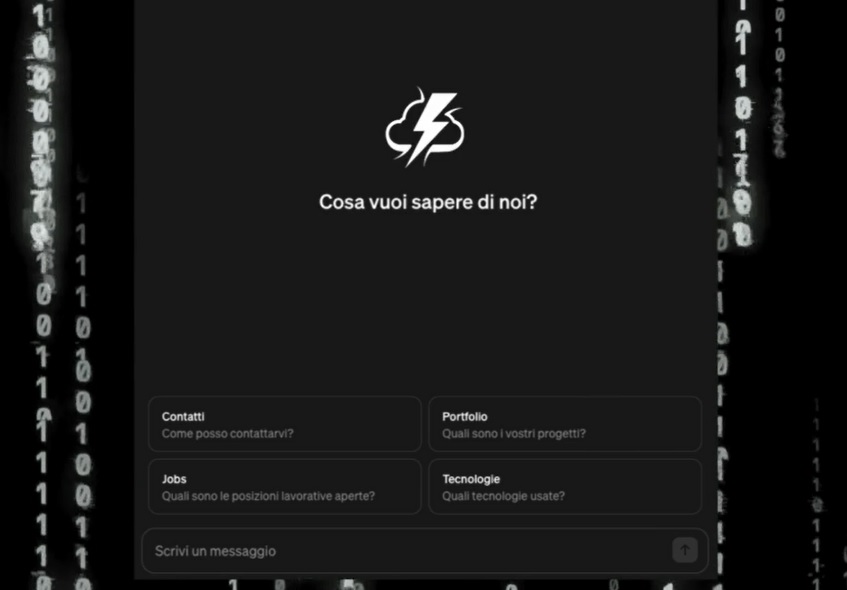 Cosa vuoi sapere di noi?
Contatti
Come posso contattarvi?
Portfolio
Quali sono i vostri progetti?
Jobs
Quali sono le posizioni lavorative aperte?
Tecnologie
Quali tecnologie usate?
Scrivi un messaggio